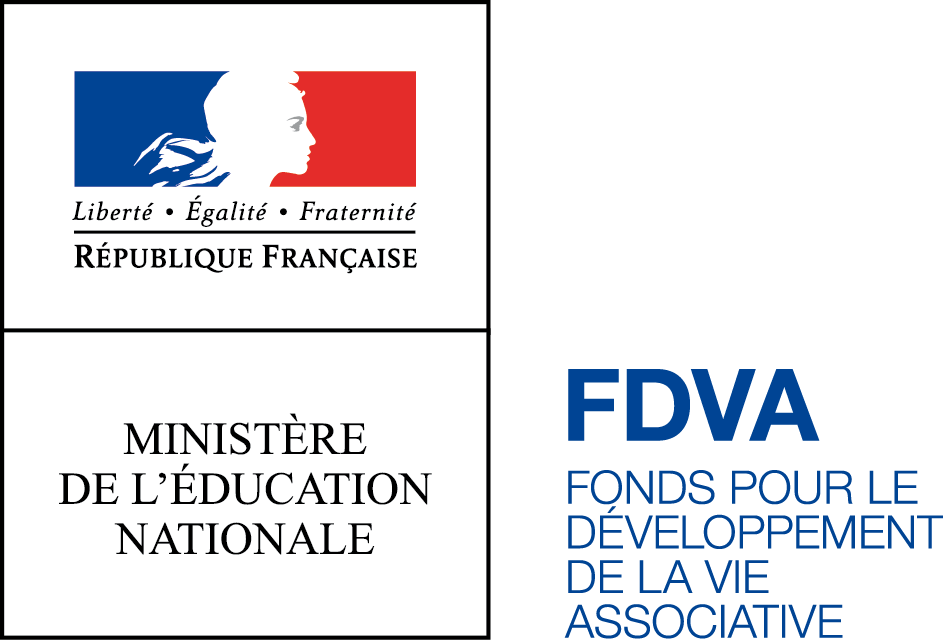 Liberté • Égalité • Fraternité
RÉPUBLIQUE FRANÇAISE
MINISTÈRE
DE L’ÉDUCATION
NATIONALE
FDVA
FONDS POUR LE
DÉVELOPPEMENT
DE LA VIE
ASSOCIATIVE